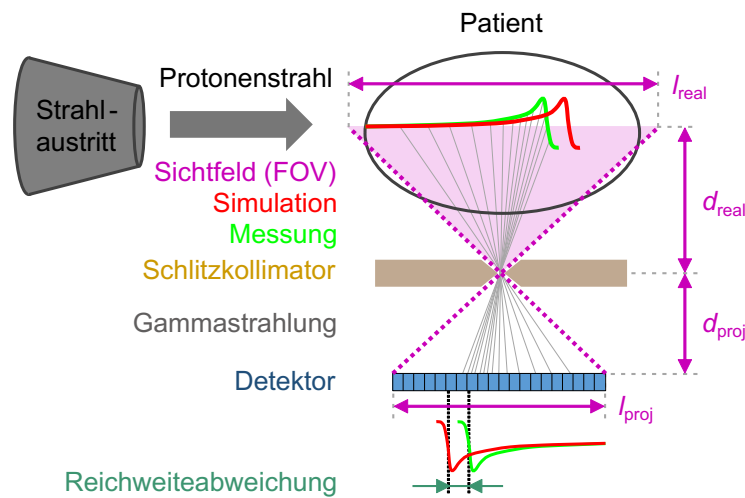 Patient
Protonenstrahl
Strahl-
austritt
l_real
Sichtfeld (FOV)
Simulation
Messung
d_real
Schlitzkollimator
Gammastrahlung
d_proj
Detektor
l_proj
Reichweiteabweichung